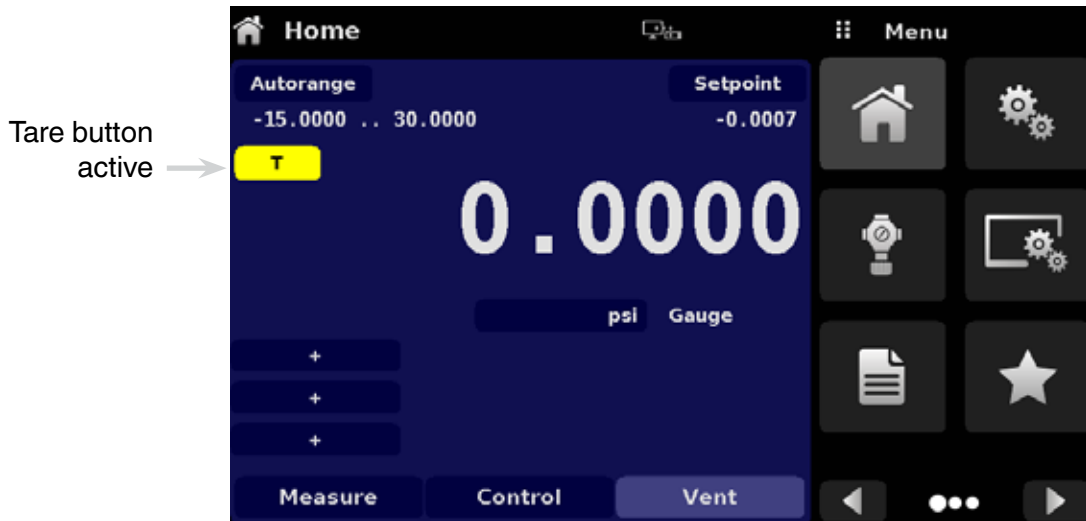 Home
Menu
Autorange
Setpoint
-15.0000 .. 30.0000
-0.0007
Tare button
active
T
0.0000
psi Gauge
+
+
+
Measure Control Vent